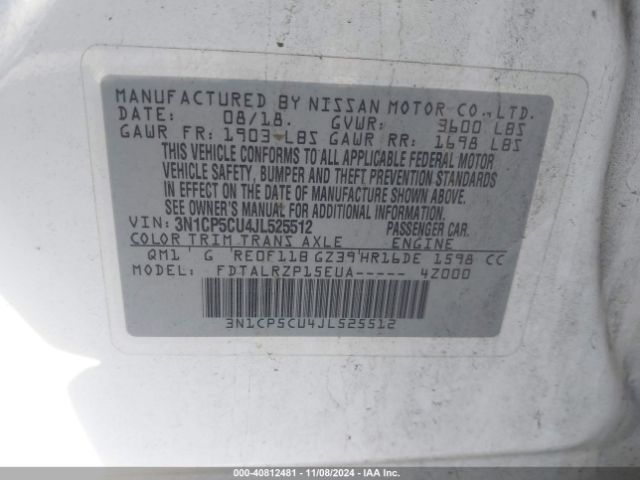 MANUFACTURED BY NISSAN MOTOR CO., LTD.
DATE: 08/18. GVWR: 3600 LBS
GAWR FR: 1903 LBS GAWR RR: 1698 LBS
THIS VEHICLE CONFORMS TO ALL APPLICABLE FEDERAL MOTOR
VEHICLE SAFETY, BUMPER AND THEFT PREVENTION STANDARDS
IN EFFECT ON THE DATE OF MANUFACTURE SHOWN ABOVE.
SEE OWNER'S MANUAL FOR ADDITIONAL INFORMATION.
VIN: 3N1CP5CU4JL525512 PASSENGER CAR.
COLOR TRIM TRANS AXLE ENGINE
QM1 G RE0F11B GZ39 HR16DE 1598 CC
MODEL: FDTALRZP15EUA----- 4Z000
3N1CP5CU4JL525512
000-40812481 - 11/08/2024 - IAA Inc.